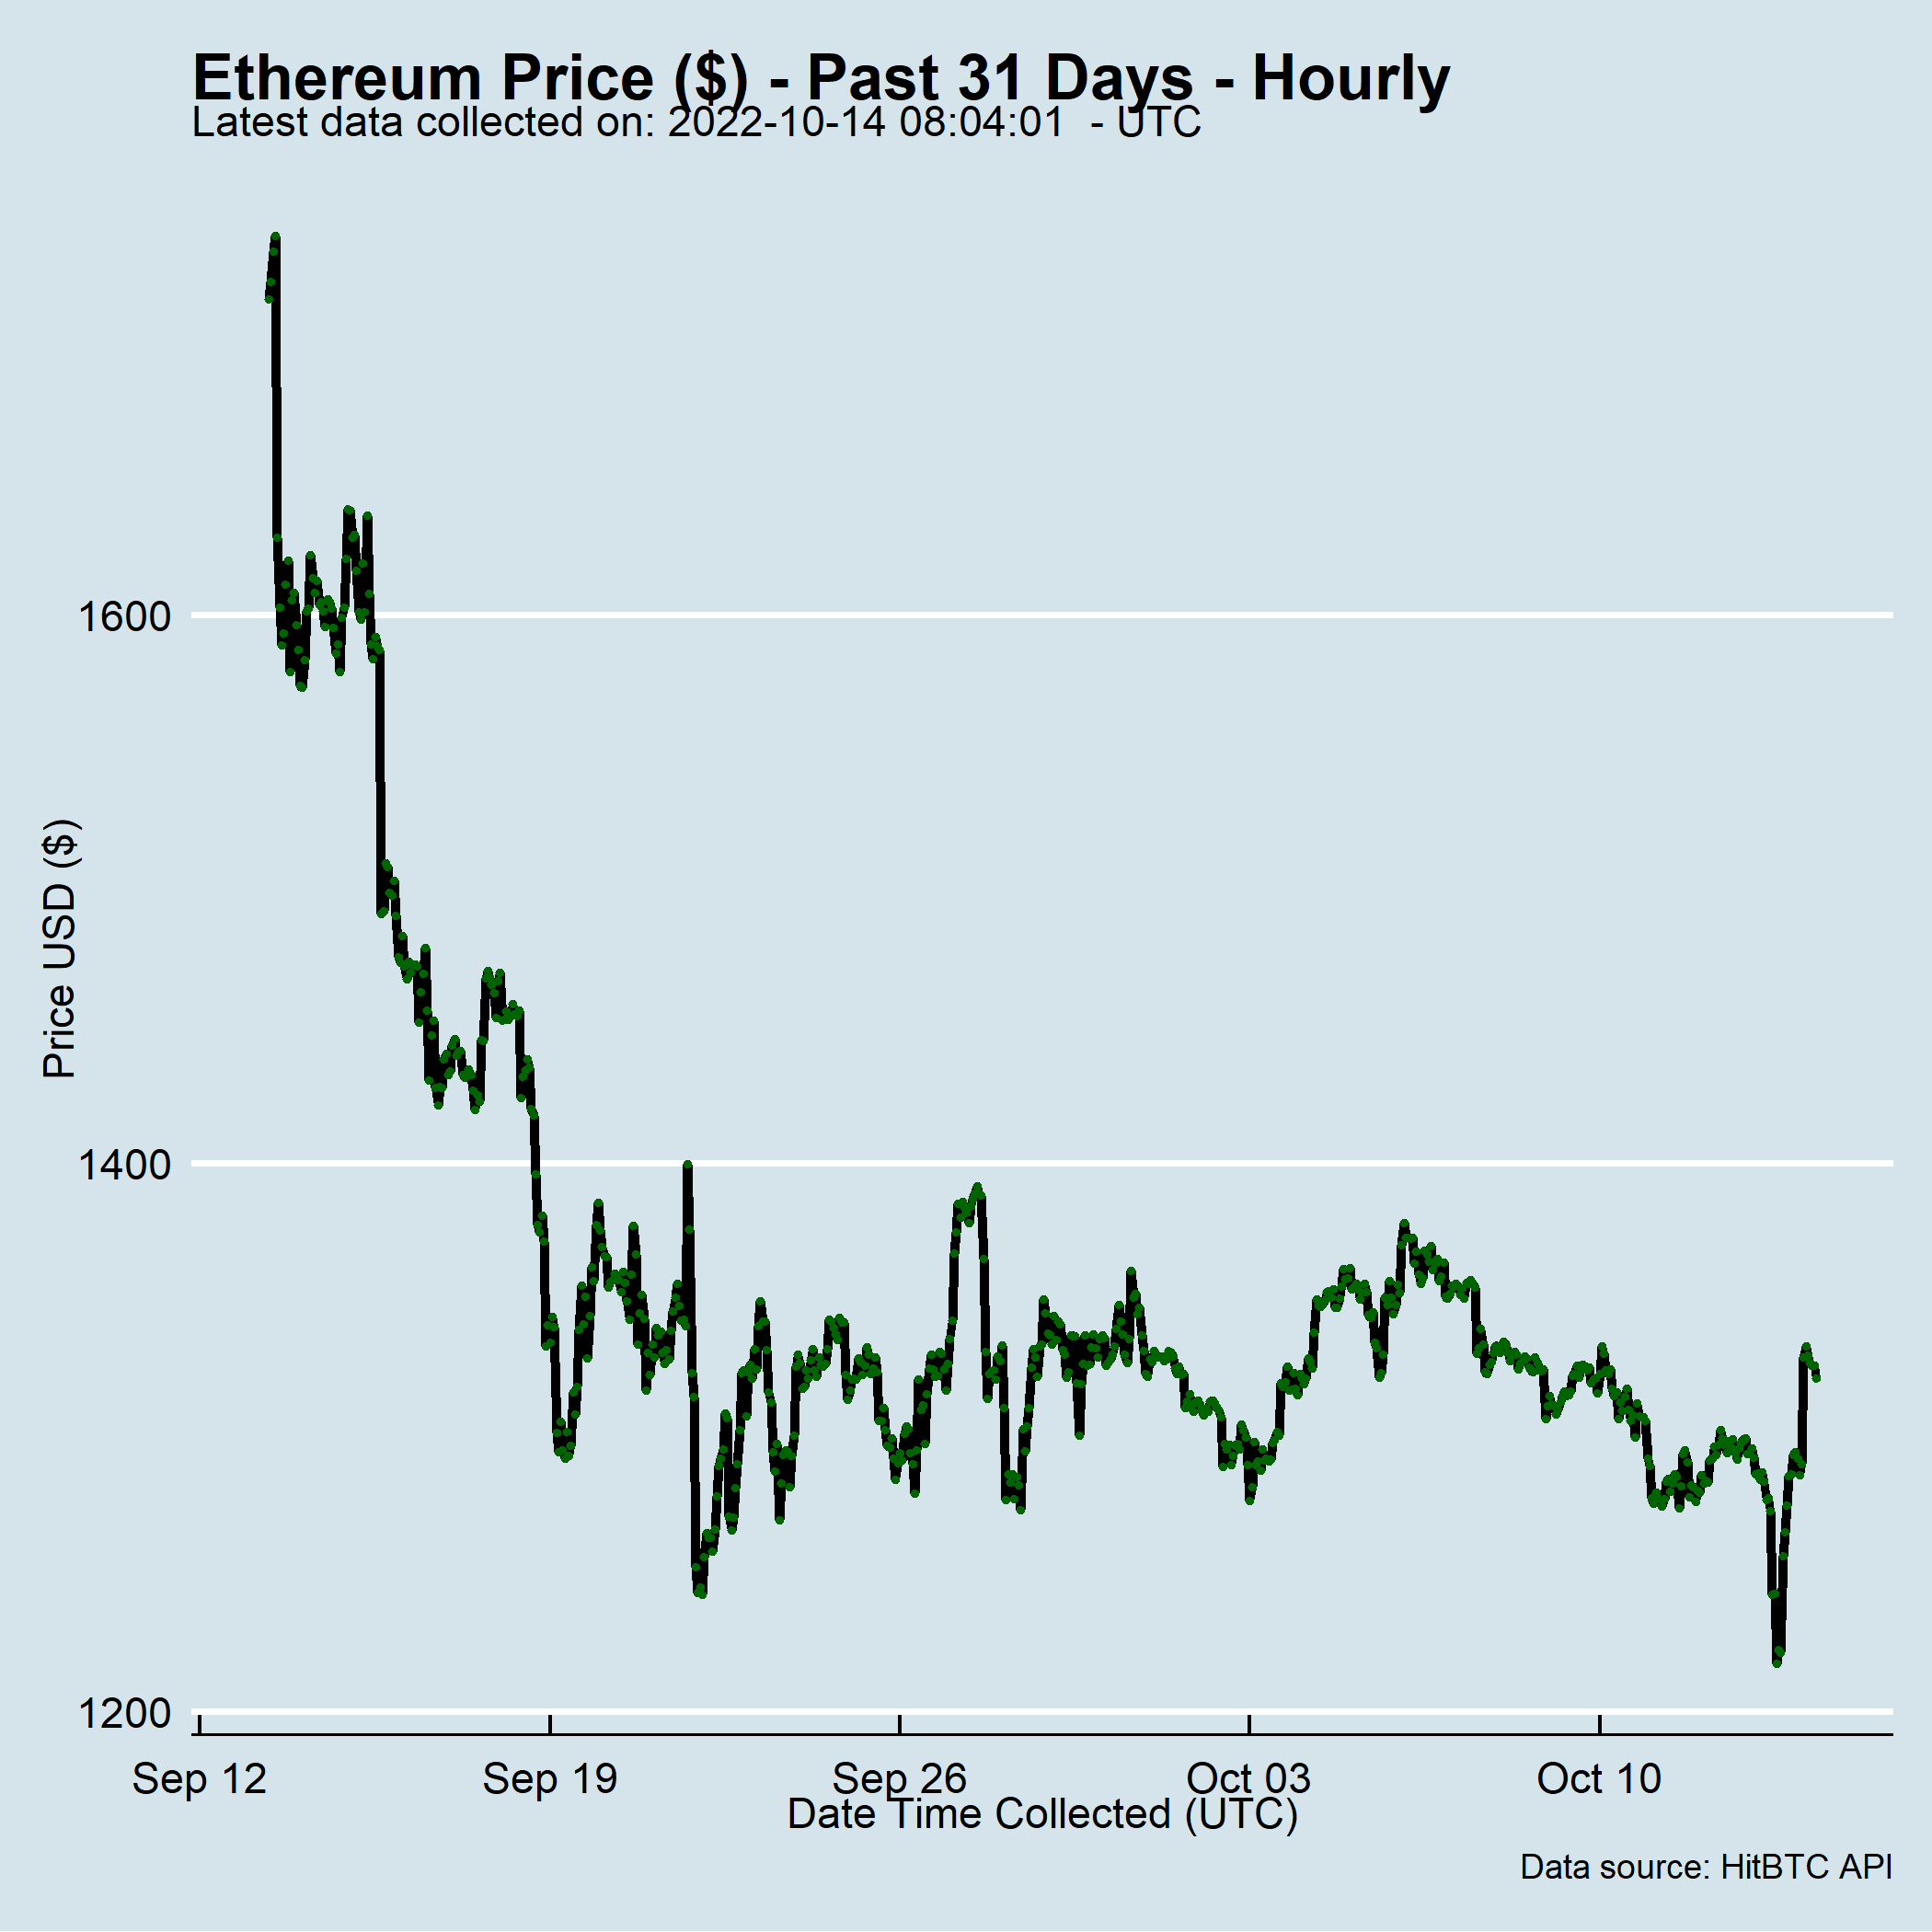 Ethereum Price ($) - Past 31 Days - Hourly
Latest data collected on: 2022-10-14 08:04:01  - UTC
Price USD ($)
1600
1400
1200
Sep 12
Sep 19
Sep 26
Oct 03
Oct 10
Date Time Collected (UTC)
Data source: HitBTC API